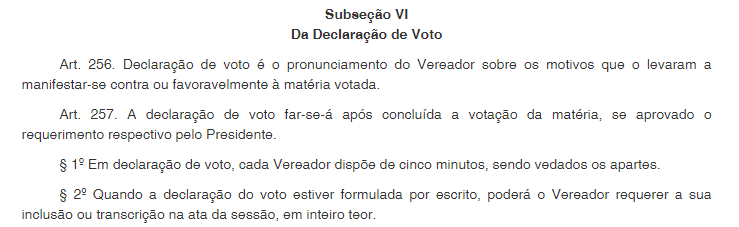 Subseção VI
Da Declaração de Voto
Art. 256. Declaração de voto é o pronunciamento do Vereador sobre os motivos que o levaram a
manifestar-se contra ou favoravelmente à matéria votada.
Art. 257. A declaração de voto far-se-á após concluída a votação da matéria, se aprovado o
requerimento respectivo pelo Presidente.
§ 1º Em declaração de voto, cada Vereador dispõe de cinco minutos, sendo vedados os apartes.
§ 2º Quando a declaração do voto estiver formulada por escrito, poderá o Vereador requerer a sua
inclusão ou transcrição na ata da sessão, em inteiro teor.